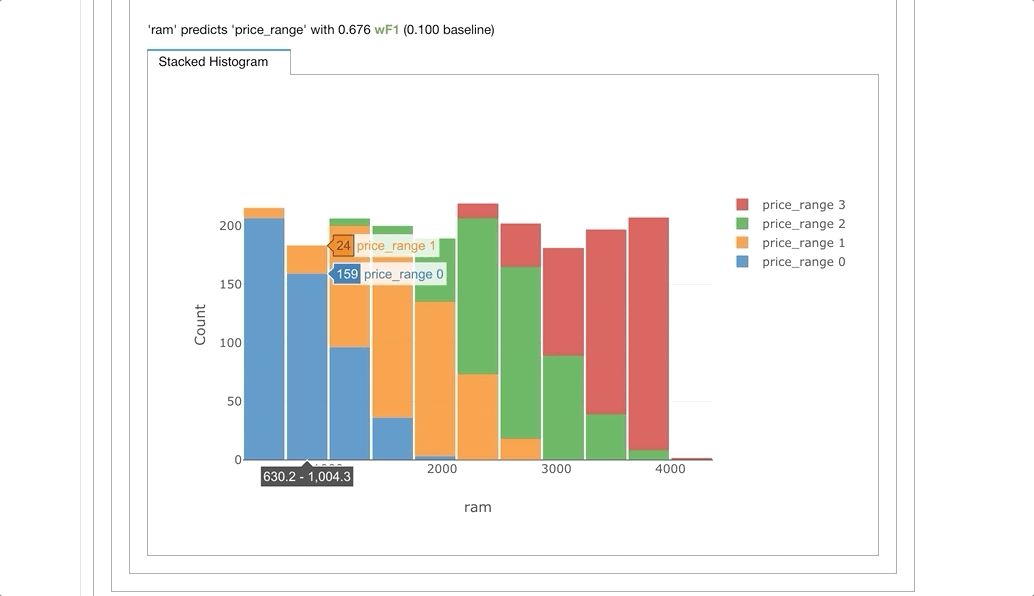 'ram' predicts 'price_range' with 0.676 wF1 (0.100 baseline)
Stacked Histogram
price_range 3
price_range 2
price_range 1
price_range 0
200
150
100
50
0
Count
24 price_range 1
159 price_range 0
630.2 - 1,004.3
2000
3000
4000
ram